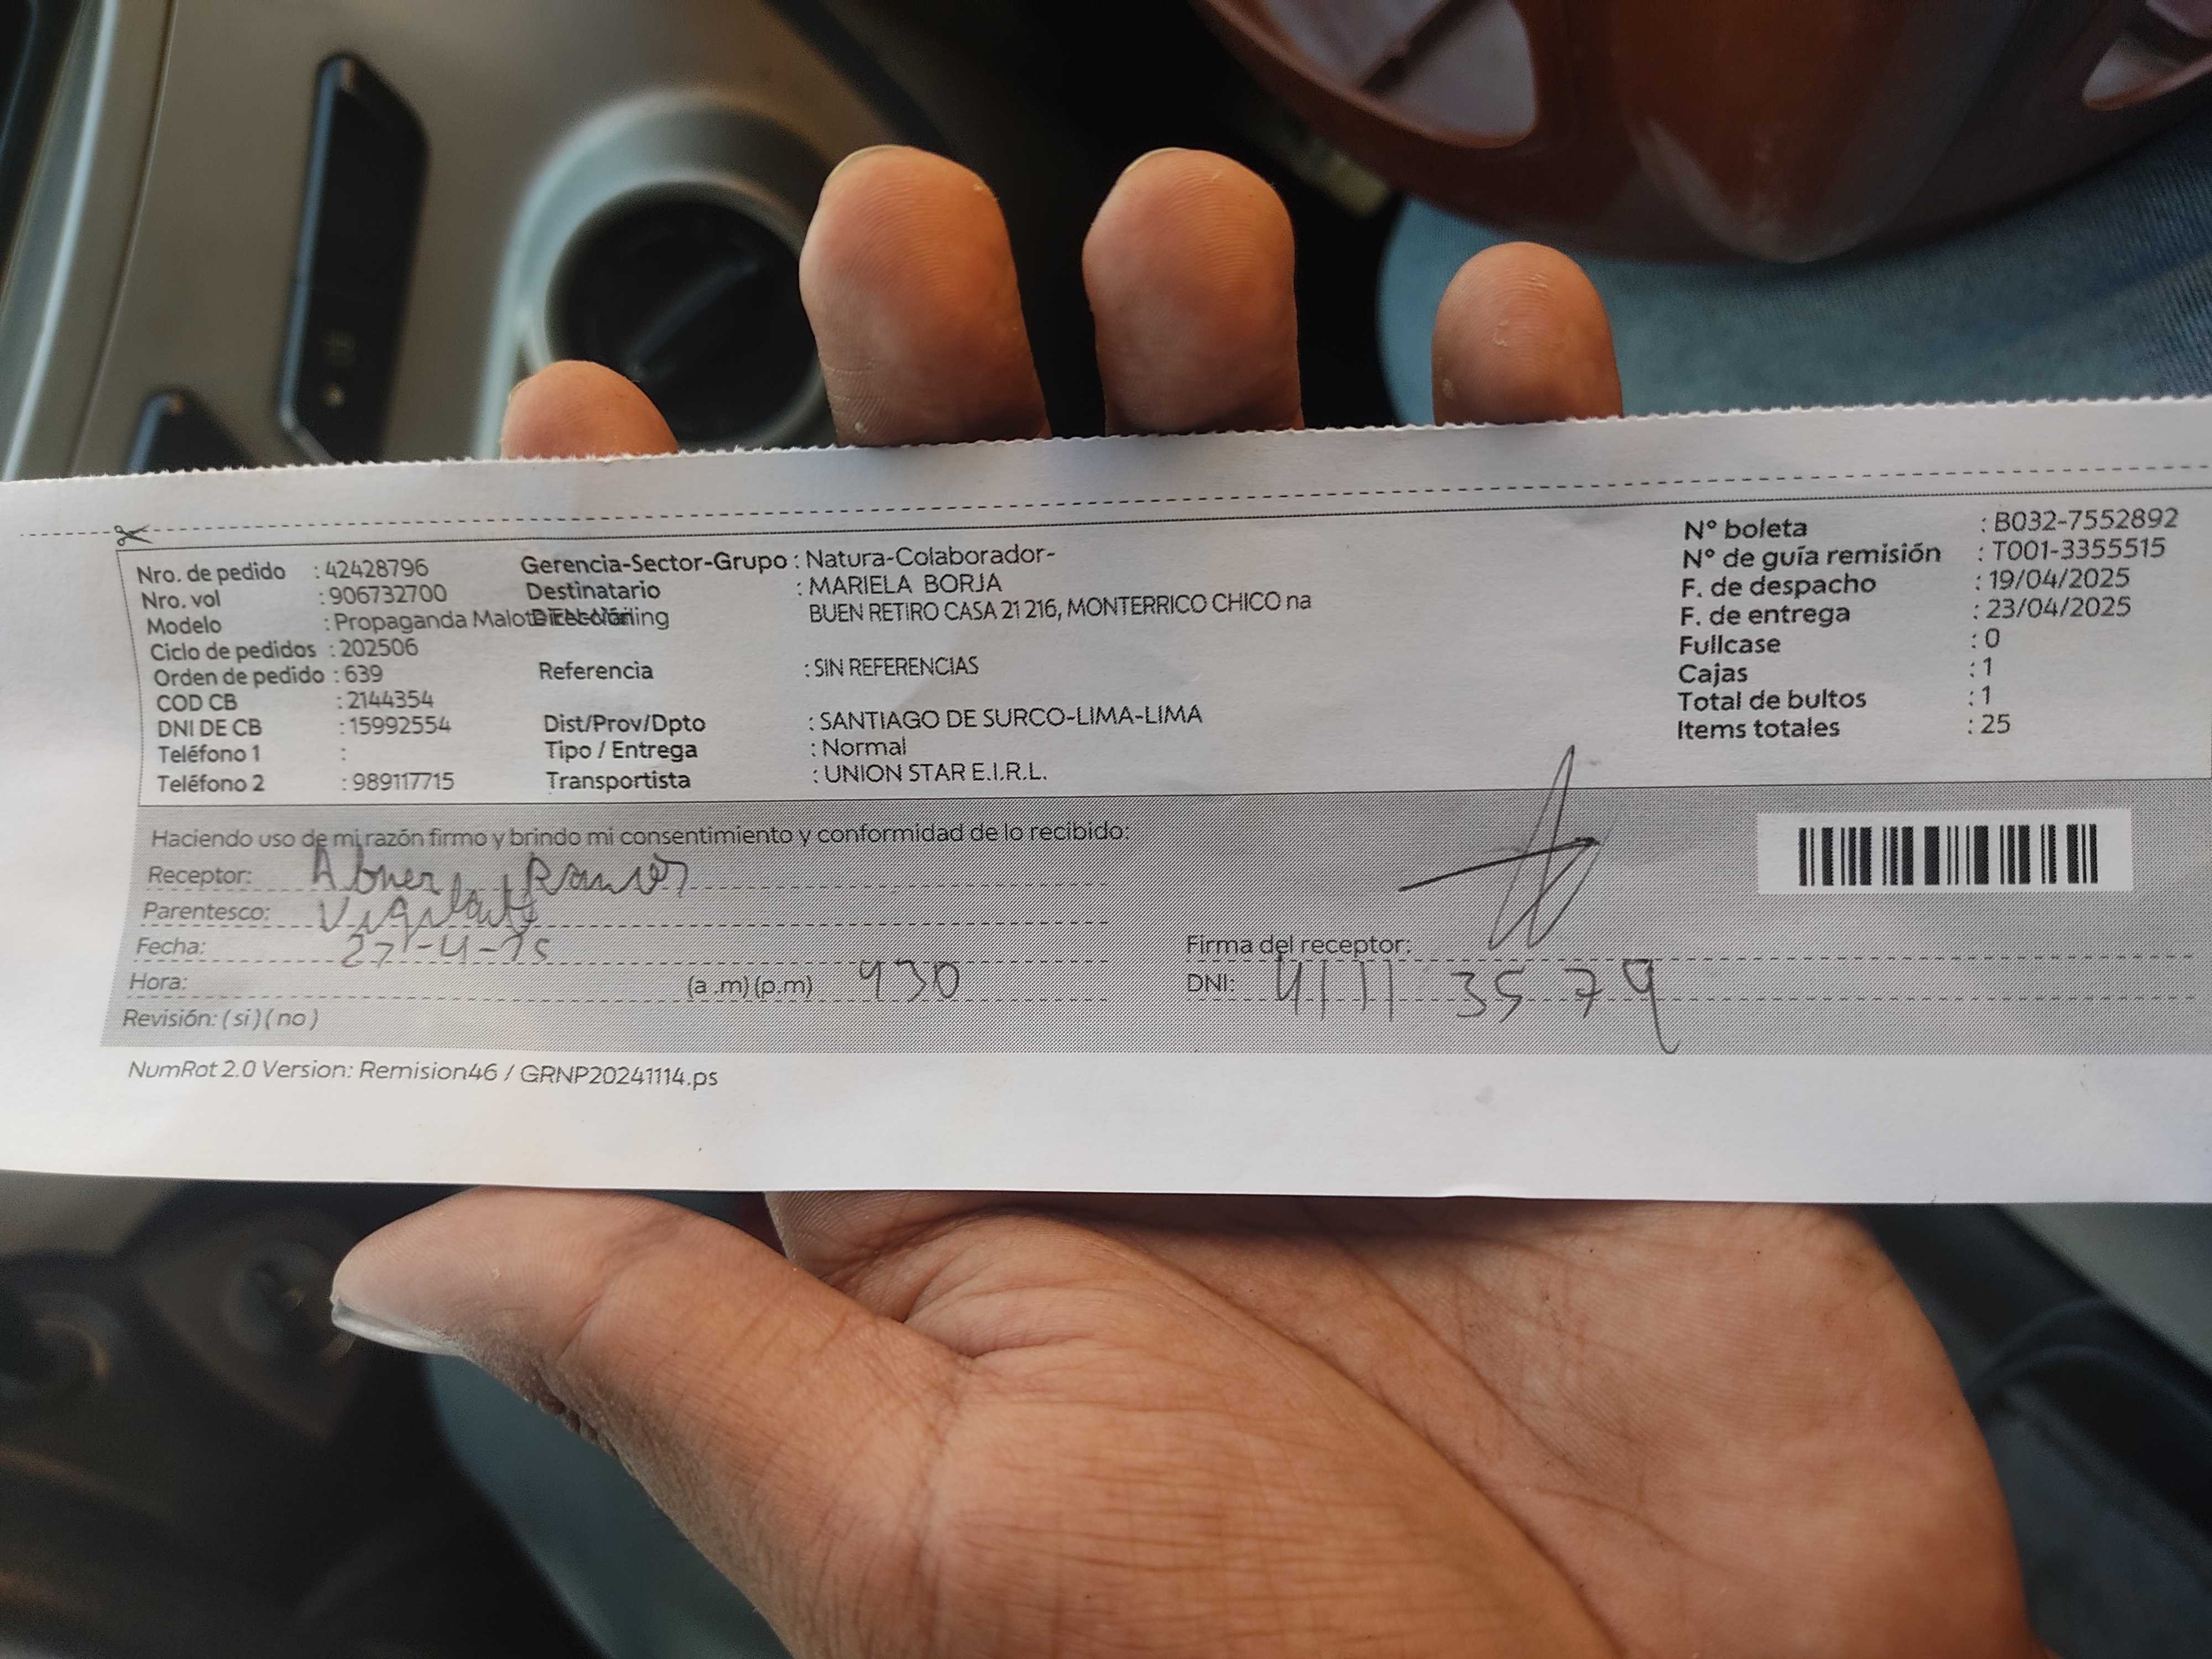 Nro. de pedido : 42428796
Nro. vol : 906732700
Modelo : Propaganda Malote
Ciclo de pedidos : 202506
Orden de pedido : 639
COD CB : 2144354
DNI DE CB : 15992554
Teléfono 1 :
Teléfono 2 : 989117715
Gerencia-Sector-Grupo : Natura-Colaborador-
Destinatario : MARIELA BORJA
Dirección BUEN RETIRO CASA 21 216, MONTERRICO CHICO na
Referencia : SIN REFERENCIAS
Dist/Prov/Dpto : SANTIAGO DE SURCO-LIMA-LIMA
Tipo / Entrega : Normal
Transportista : UNION STAR E.I.R.L.
N° boleta : B032-7552892
N° de guía remisión : T001-3355515
F. de despacho : 19/04/2025
F. de entrega : 23/04/2025
Fullcase : 0
Cajas : 1
Total de bultos : 1
Items totales : 25
Haciendo uso de mi razón firmo y brindo mi consentimiento y conformidad de lo recibido:
Receptor: Abner Ramos
Parentesco: Vigilante
Fecha:
Hora: (a .m) (p.m) 930
Revisión: ( si ) ( no )
Firma del receptor:
DNI: 41113579
NumRot 2.0 Version: Remision46 / GRNP20241114.ps